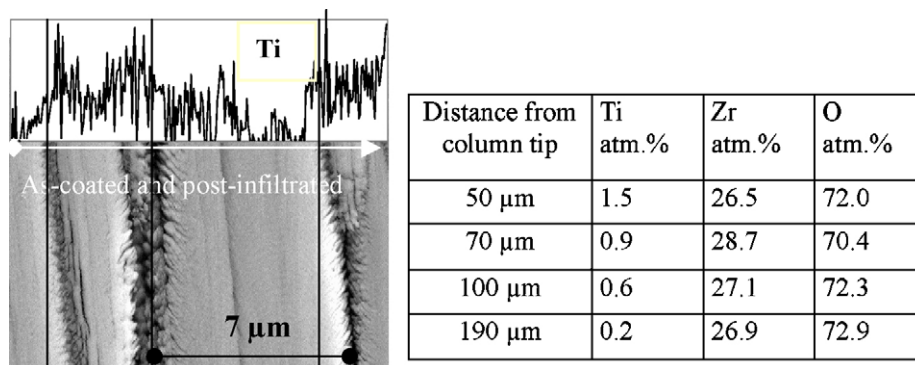 Ti
As-coated and post-infiltrated
7 µm
Distance from column tip Ti atm.% Zr atm.% O atm.%
50 µm 1.5 26.5 72.0
70 µm 0.9 28.7 70.4
100 µm 0.6 27.1 72.3
190 µm 0.2 26.9 72.9